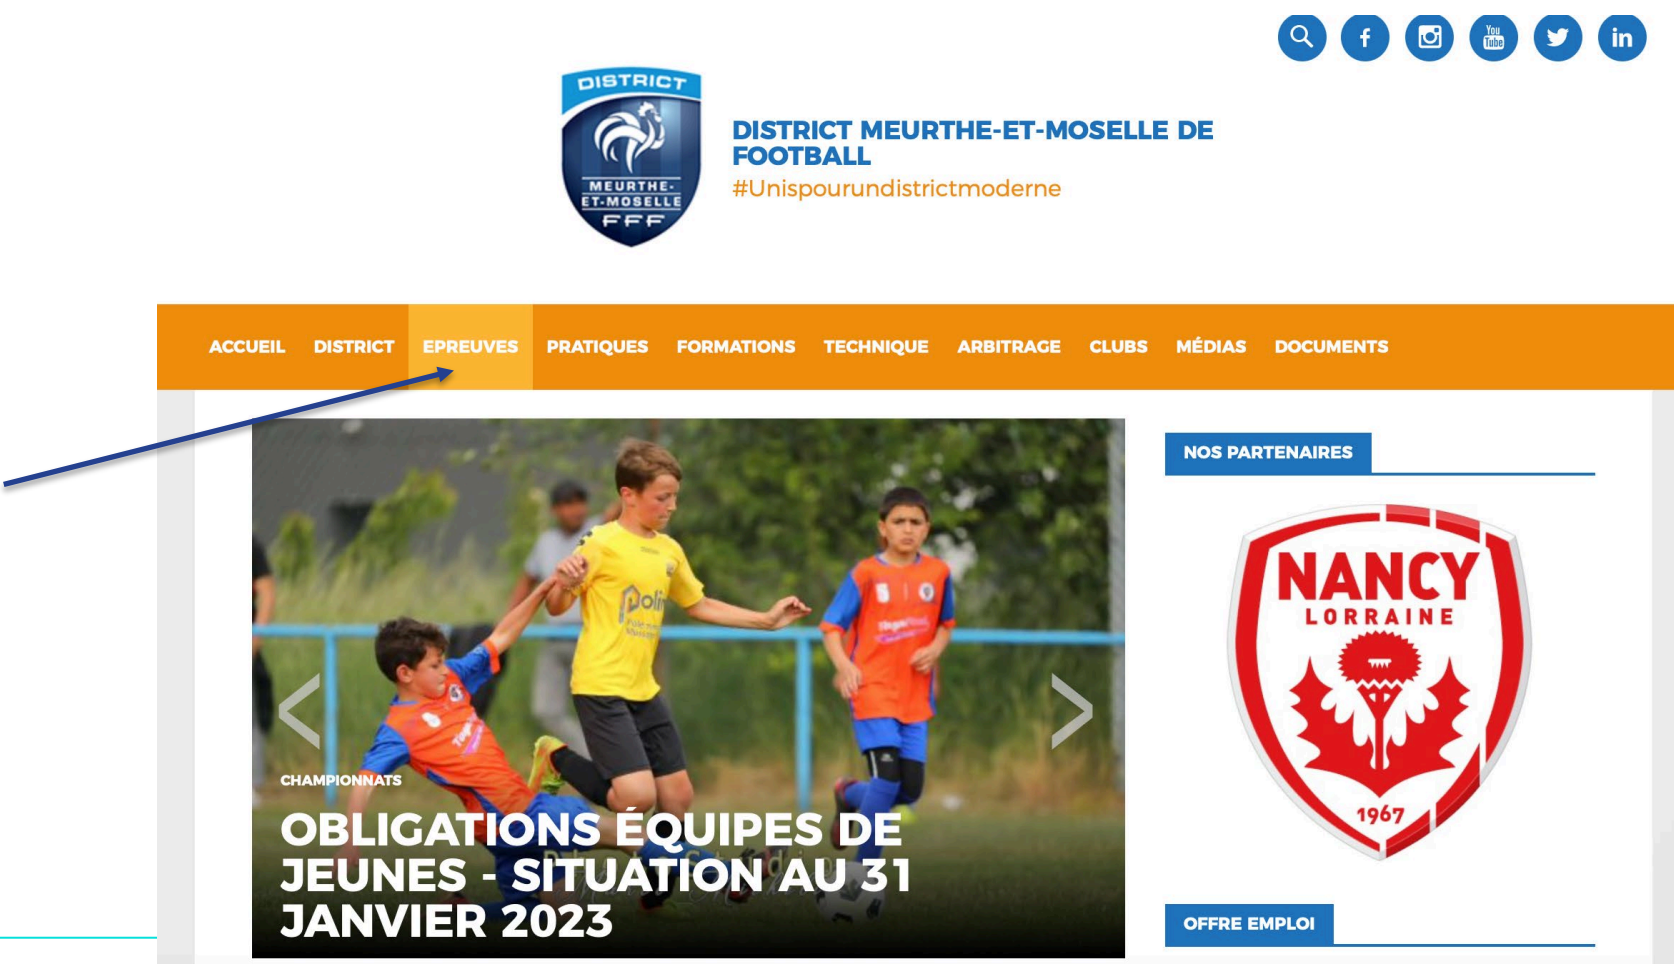 You
Tube
DISTRICT
MEURTHE-
ET-MOSELLE
FFF
DISTRICT MEURTHE-ET-MOSELLE DE
FOOTBALL
#Unispourundistrictmoderne
ACCUEIL DISTRICT EPREUVES PRATIQUES FORMATIONS TECHNIQUE ARBITRAGE CLUBS MÉDIAS DOCUMENTS
NOS PARTENAIRES
NANCY
LORRAINE
1967
CHAMPIONNATS
OBLIGATIONS ÉQUIPES DE
JEUNES - SITUATION AU 31
JANVIER 2023
OFFRE EMPLOI